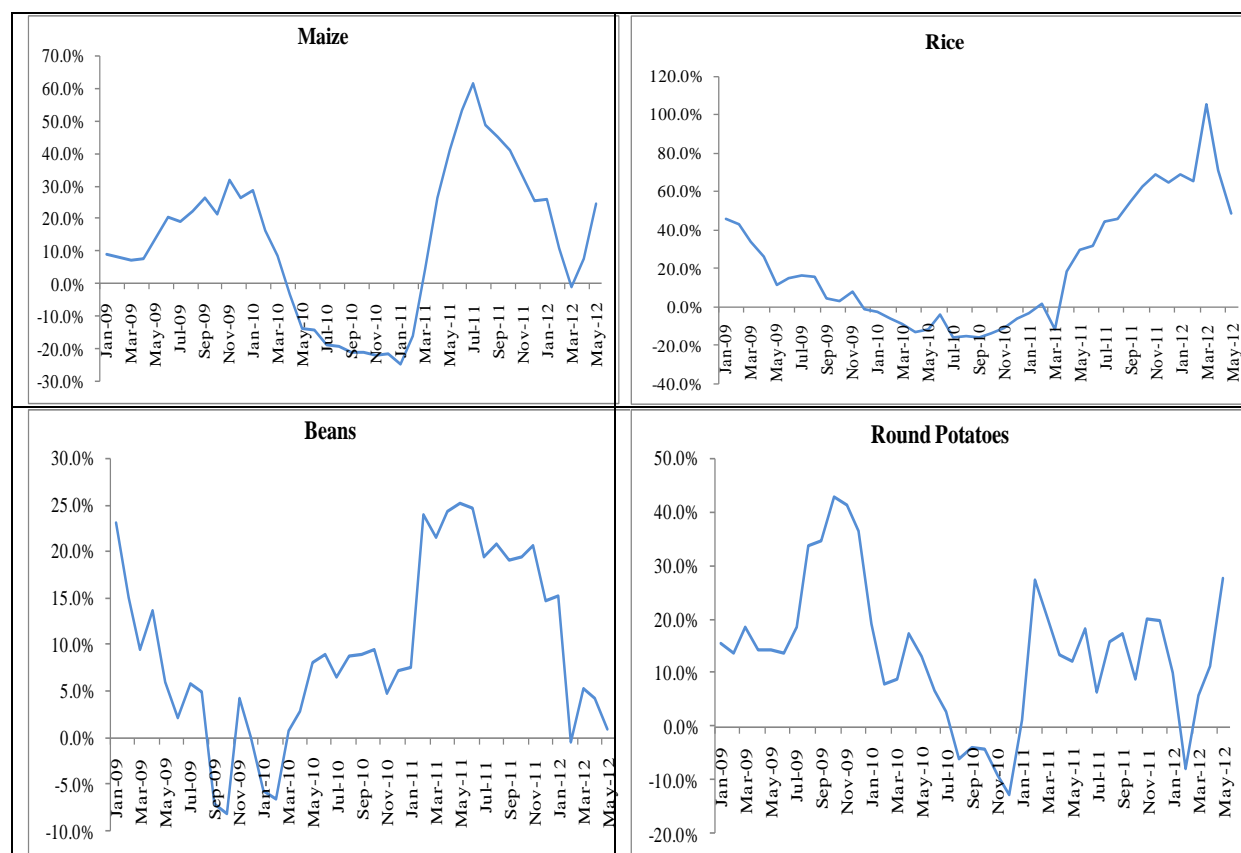 Maize
70.0%
60.0%
50.0%
40.0%
30.0%
20.0%
10.0%
0.0%
-10.0%
-20.0%
-30.0%
Jan-09
Mar-09
May-09
Jul-09
Sep-09
Nov-09
Jan-10
Mar-10
May-10
Jul-10
Sep-10
Nov-10
Jan-11
Mar-11
May-11
Jul-11
Sep-11
Nov-11
Jan-12
Mar-12
May-12
Rice
120.0%
100.0%
80.0%
60.0%
40.0%
20.0%
0.0%
-20.0%
-40.0%
Jan-09
Mar-09
May-09
Jul-09
Sep-09
Nov-09
Jan-10
Mar-10
May-10
Jul-10
Sep-10
Nov-10
Jan-11
Mar-11
May-11
Jul-11
Sep-11
Nov-11
Jan-12
Mar-12
May-12
Beans
30.0%
25.0%
20.0%
15.0%
10.0%
5.0%
0.0%
-5.0%
-10.0%
Jan-09
Mar-09
May-09
Jul-09
Sep-09
Nov-09
Jan-10
Mar-10
May-10
Jul-10
Sep-10
Nov-10
Jan-11
Mar-11
May-11
Jul-11
Sep-11
Nov-11
Jan-12
Mar-12
May-12
Round Potatoes
50.0%
40.0%
30.0%
20.0%
10.0%
0.0%
-10.0%
-20.0%
Jan-09
Mar-09
May-09
Jul-09
Sep-09
Nov-09
Jan-10
Mar-10
May-10
Jul-10
Sep-10
Nov-10
Jan-11
Mar-11
May-11
Jul-11
Sep-11
Nov-11
Jan-12
Mar-12
May-12